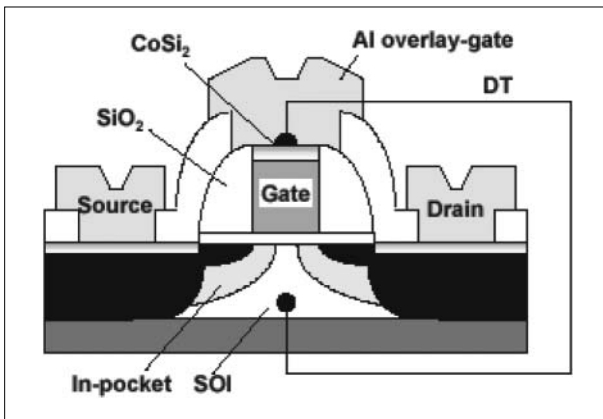 CoSi₂
Al overlay-gate
DT
SiO₂
Source
Gate
Drain
In-pocket
SOI